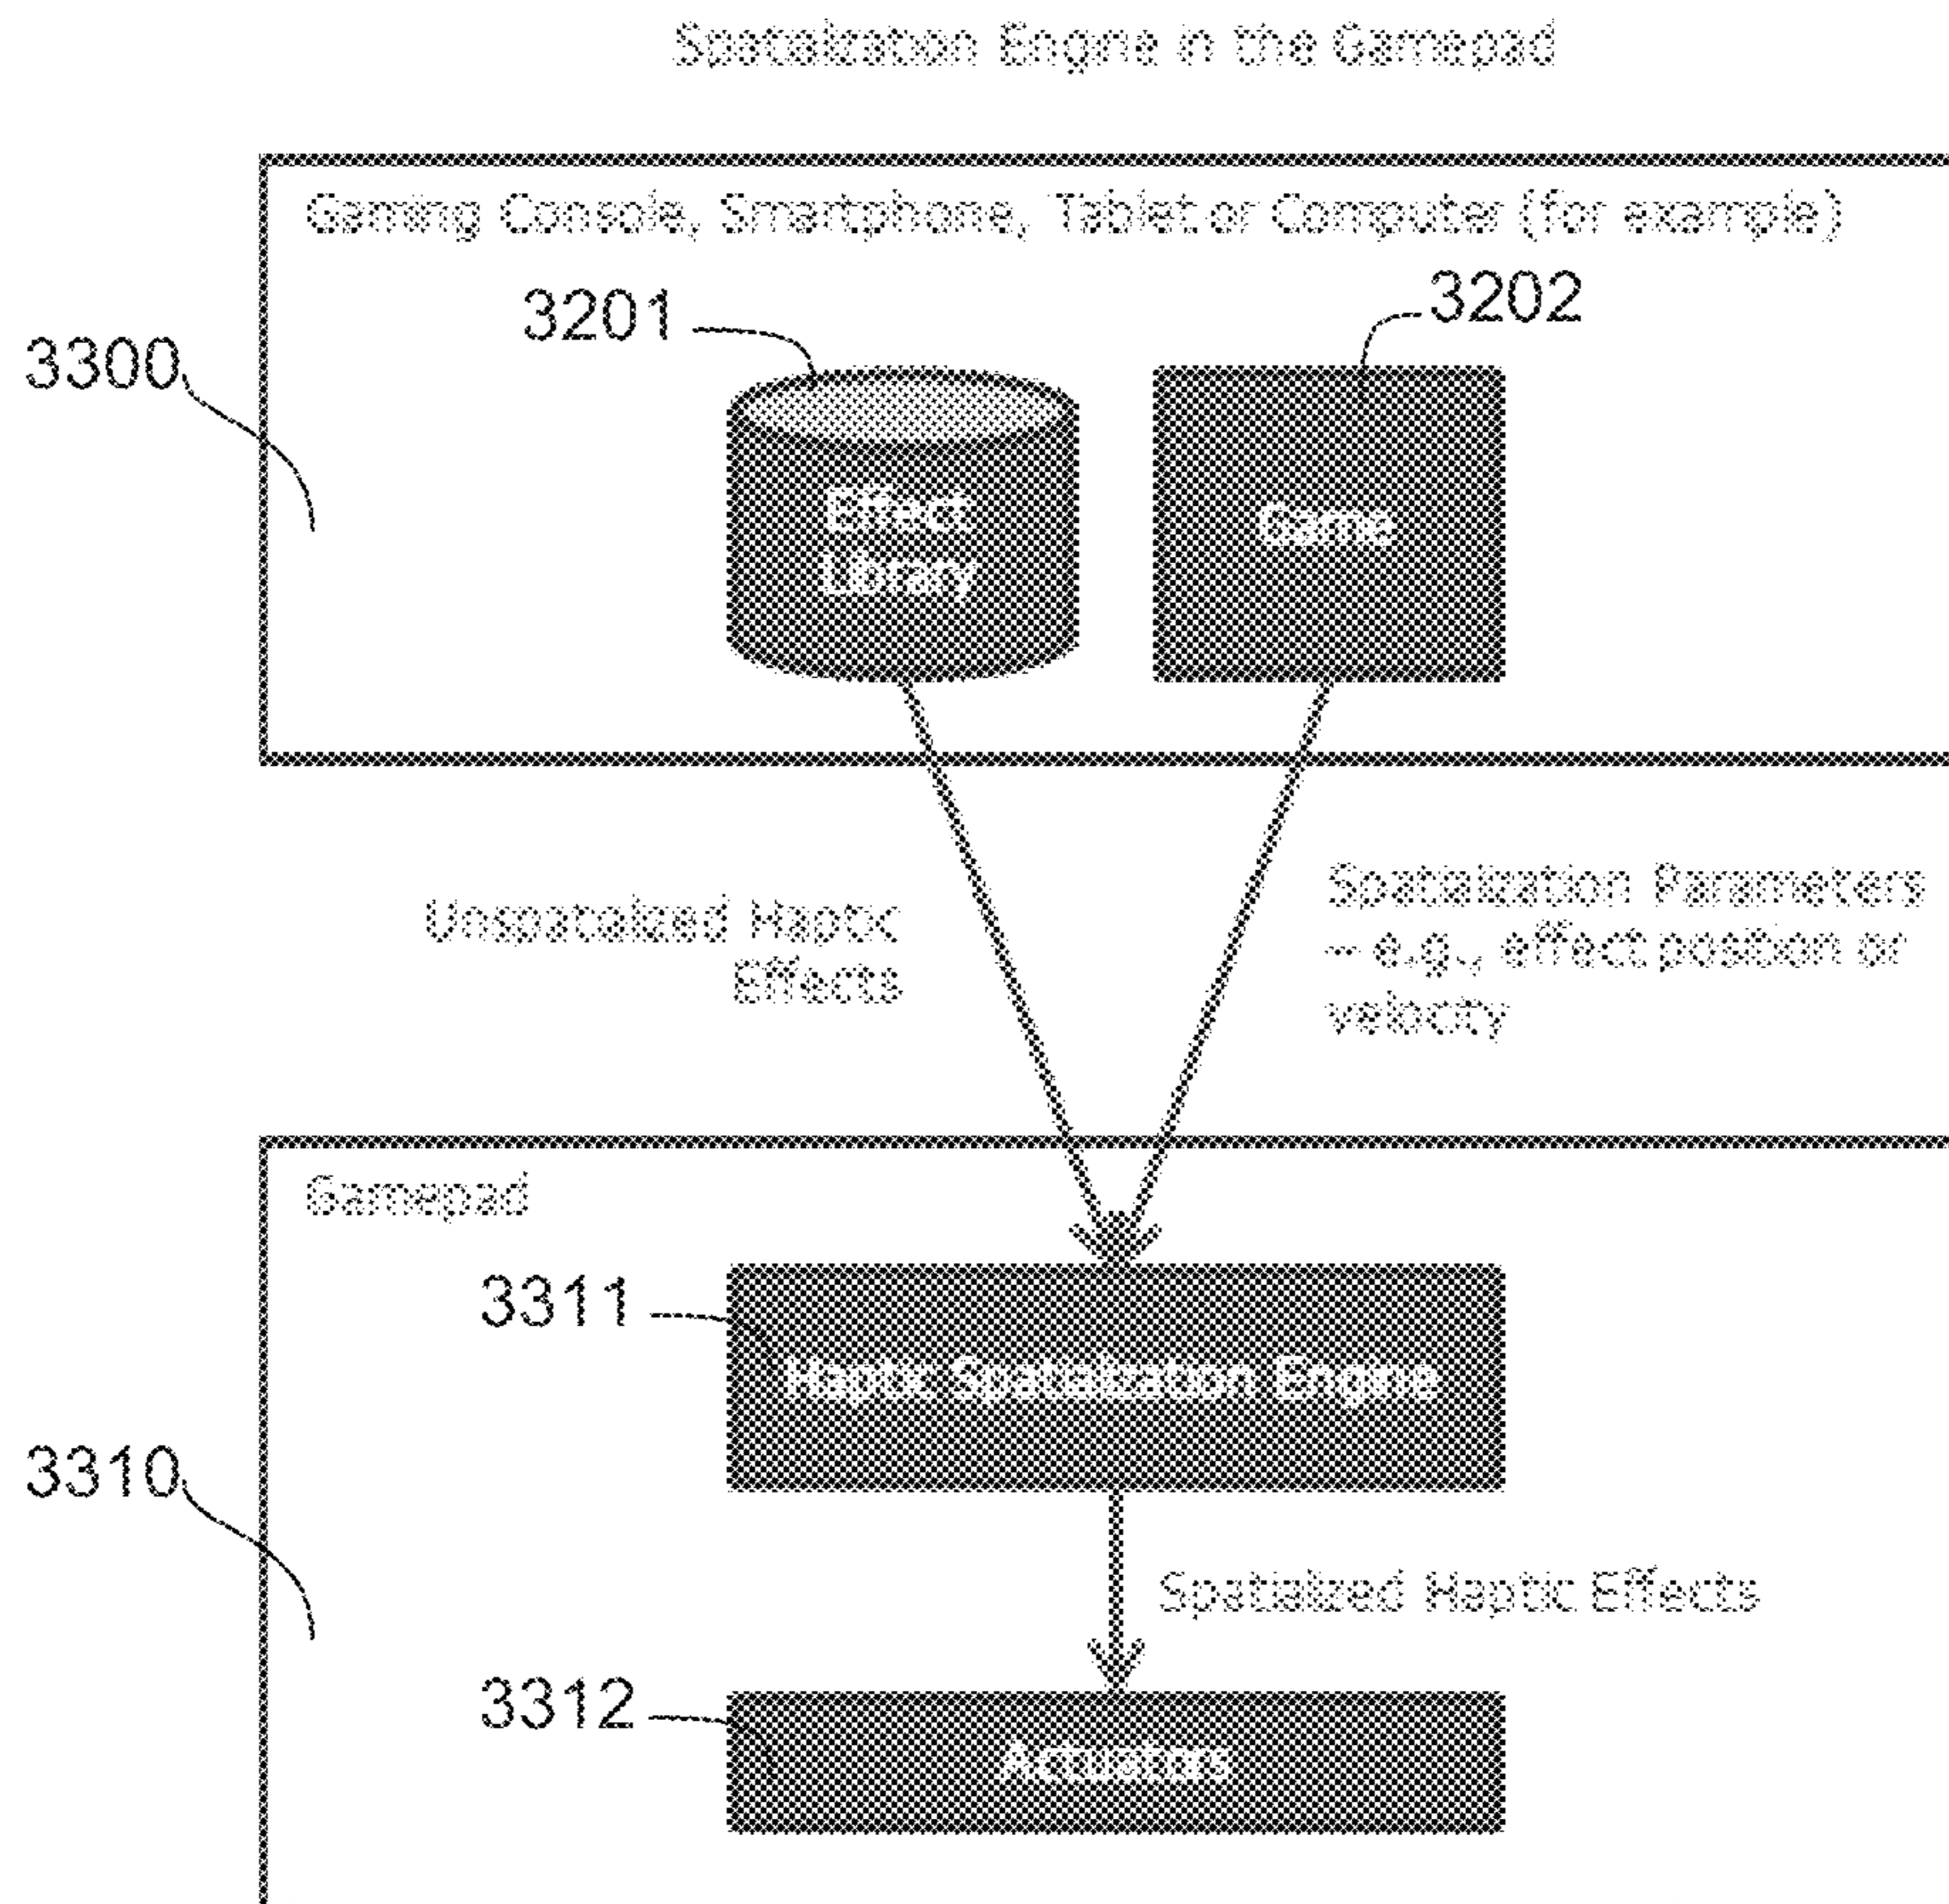 Spatialization Engine in the Gamepad
Gaming Console, Smartphone, Tablet or Computer (for example)
3201
3202
3300
Effect
Library
Game
Unspatialized Haptic
Effects
Spatialization Parameters
– e.g., effect position or
velocity
Gamepad
3311
Haptic Spatialization Engine
3310
Spatialized Haptic Effects
3312
Actuators